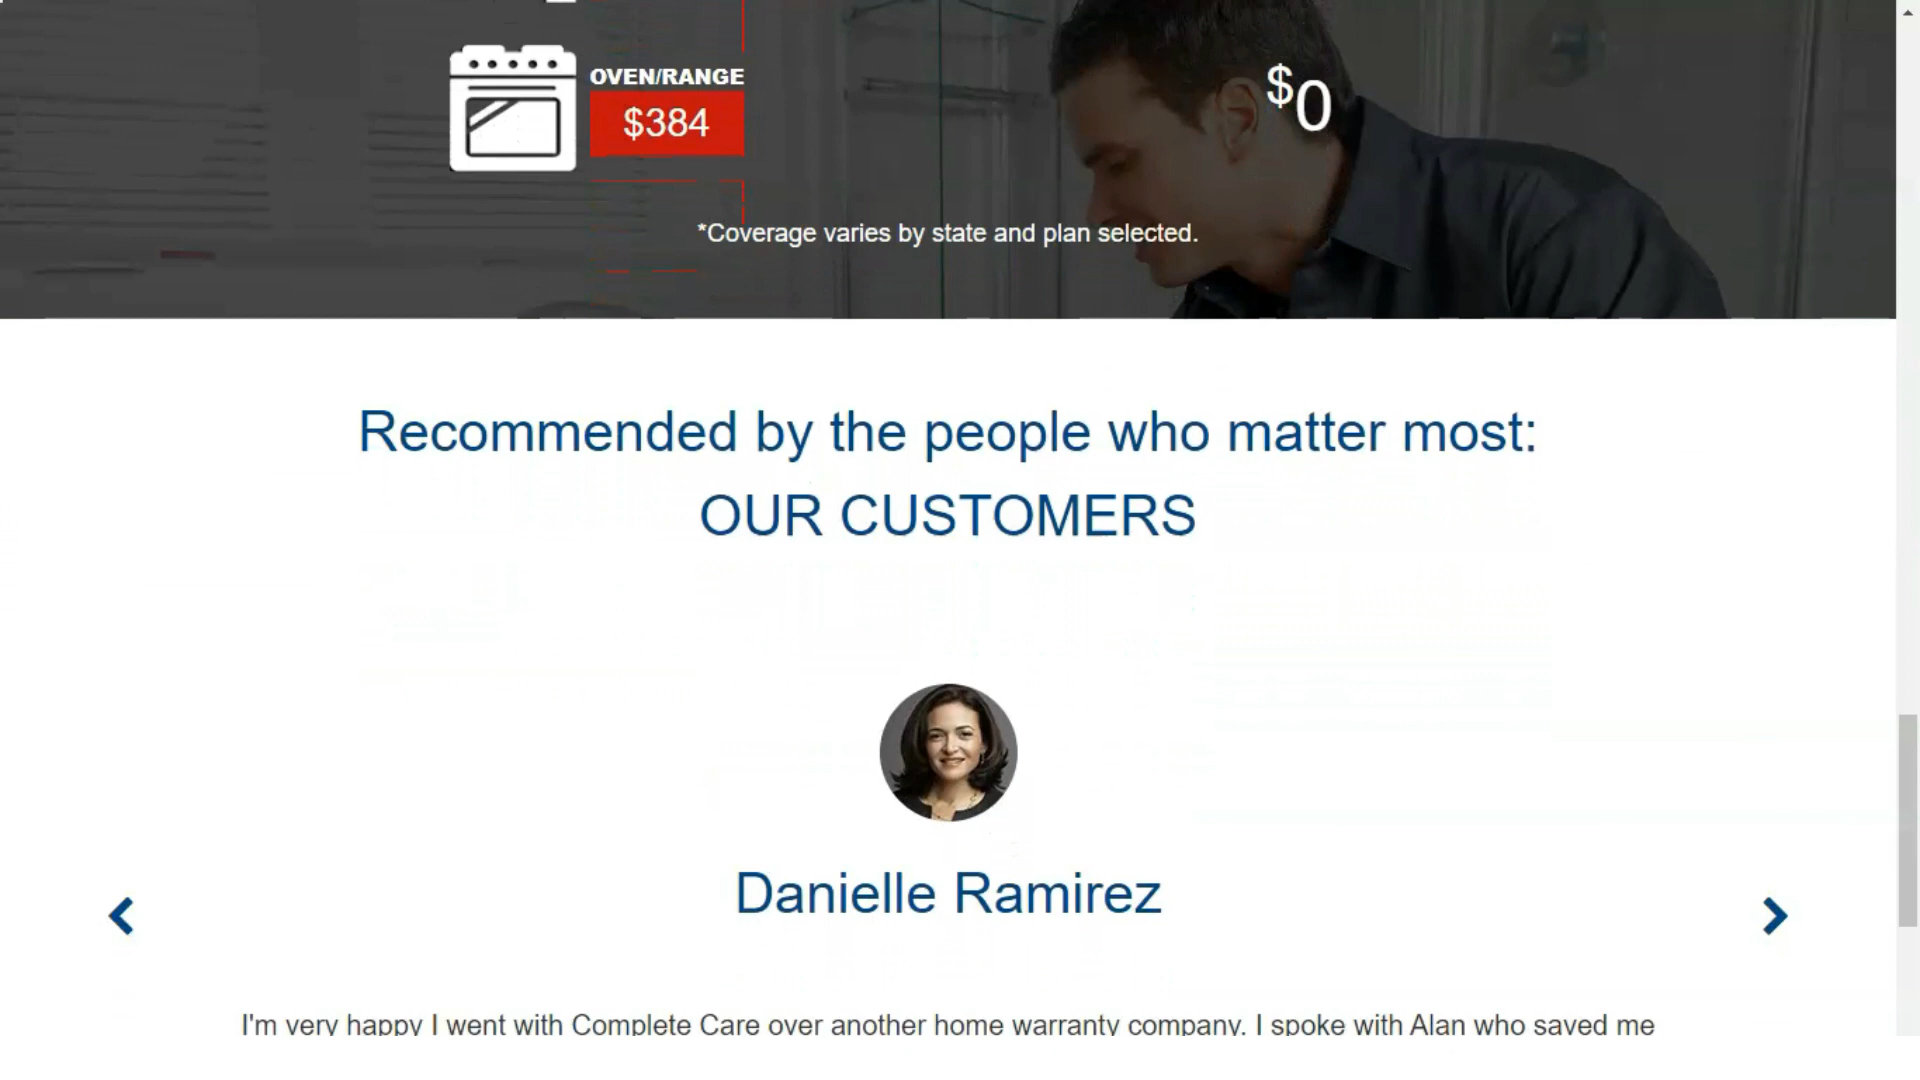 OVEN/RANGE
$384
$0
*Coverage varies by state and plan selected.
Recommended by the people who matter most:
OUR CUSTOMERS
Danielle Ramirez
I'm very happy I went with Complete Care over another home warranty company. I spoke with Alan who saved me